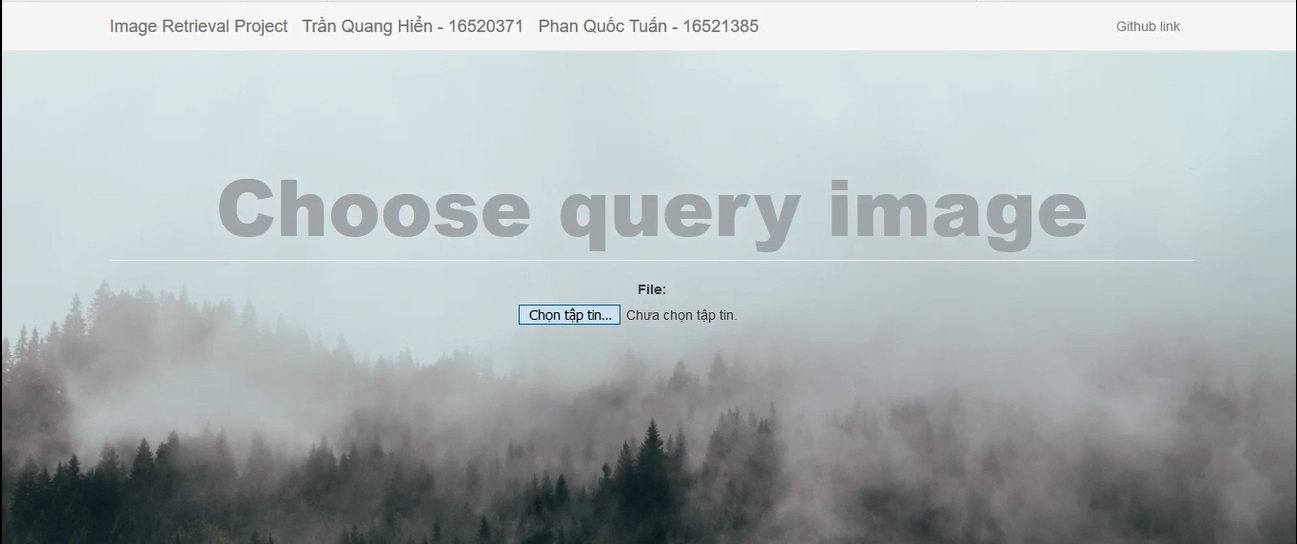 Image Retrieval Project Trần Quang Hiển - 16520371 Phan Quốc Tuấn - 16521385 Github link
Choose query image
File:
Chọn tập tin... Chưa chọn tập tin.